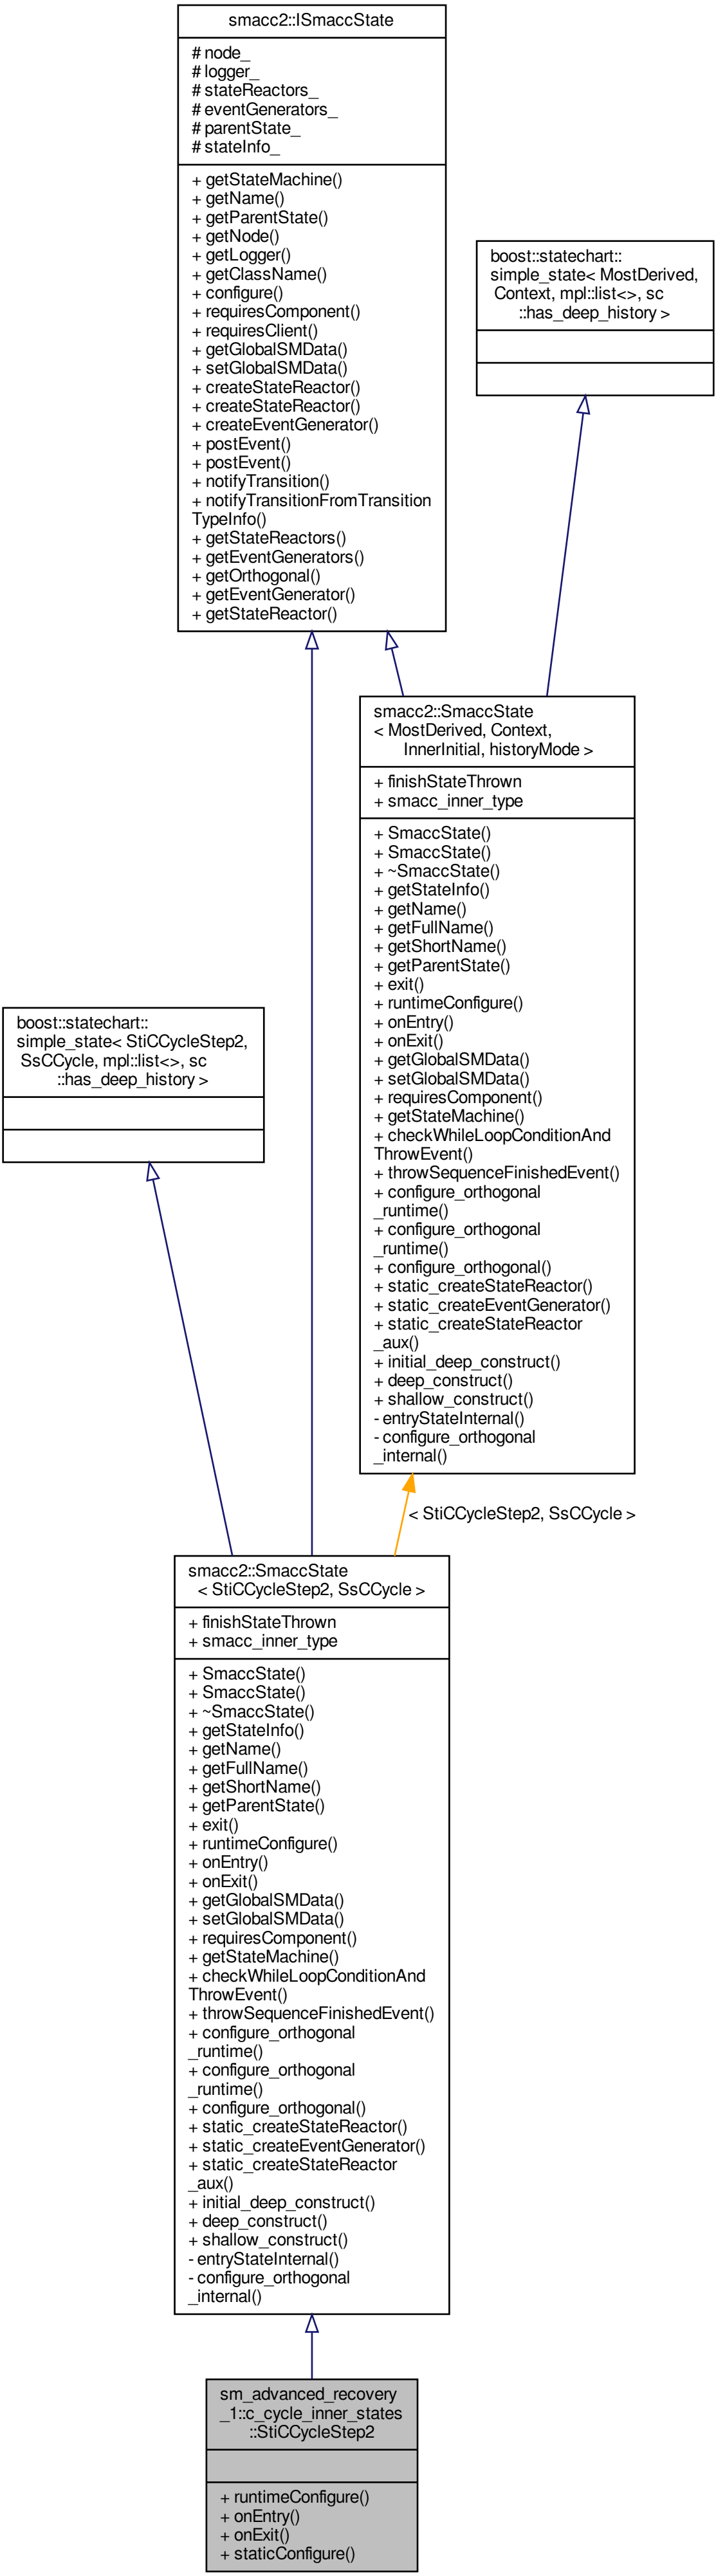 smacc2::ISmaccState
# node_
# logger_
# stateReactors_
# eventGenerators_
# parentState_
# stateInfo_
+ getStateMachine()
+ getName()
+ getParentState()
+ getNode()
+ getLogger()
+ getClassName()
+ configure()
+ requiresComponent()
+ requiresClient()
+ getGlobalSMData()
+ setGlobalSMData()
+ createStateReactor()
+ createStateReactor()
+ createEventGenerator()
+ postEvent()
+ postEvent()
+ notifyTransition()
+ notifyTransitionFromTransition
TypeInfo()
+ getStateReactors()
+ getEventGenerators()
+ getOrthogonal()
+ getEventGenerator()
+ getStateReactor()
boost::statechart::
simple_state< MostDerived,
Context, mpl::list<>, sc
::has_deep_history >
smacc2::SmaccState
< MostDerived, Context,
InnerInitial, historyMode >
+ finishStateThrown
+ smacc_inner_type
+ SmaccState()
+ SmaccState()
+ ~SmaccState()
+ getStateInfo()
+ getName()
+ getFullName()
+ getShortName()
+ getParentState()
+ exit()
+ runtimeConfigure()
+ onEntry()
+ onExit()
+ getGlobalSMData()
+ setGlobalSMData()
+ requiresComponent()
+ getStateMachine()
+ checkWhileLoopConditionAnd
ThrowEvent()
+ throwSequenceFinishedEvent()
+ configure_orthogonal
_runtime()
+ configure_orthogonal
_runtime()
+ configure_orthogonal()
+ static_createStateReactor()
+ static_createEventGenerator()
+ static_createStateReactor
_aux()
+ initial_deep_construct()
+ deep_construct()
+ shallow_construct()
- entryStateInternal()
- configure_orthogonal
_internal()
boost::statechart::
simple_state< StiCCycleStep2,
SsCCycle, mpl::list<>, sc
::has_deep_history >
< StiCCycleStep2, SsCCycle >
smacc2::SmaccState
< StiCCycleStep2, SsCCycle >
+ finishStateThrown
+ smacc_inner_type
+ SmaccState()
+ SmaccState()
+ ~SmaccState()
+ getStateInfo()
+ getName()
+ getFullName()
+ getShortName()
+ getParentState()
+ exit()
+ runtimeConfigure()
+ onEntry()
+ onExit()
+ getGlobalSMData()
+ setGlobalSMData()
+ requiresComponent()
+ getStateMachine()
+ checkWhileLoopConditionAnd
ThrowEvent()
+ throwSequenceFinishedEvent()
+ configure_orthogonal
_runtime()
+ configure_orthogonal
_runtime()
+ configure_orthogonal()
+ static_createStateReactor()
+ static_createEventGenerator()
+ static_createStateReactor
_aux()
+ initial_deep_construct()
+ deep_construct()
+ shallow_construct()
- entryStateInternal()
- configure_orthogonal
_internal()
sm_advanced_recovery
_1::c_cycle_inner_states
::StiCCycleStep2
+ runtimeConfigure()
+ onEntry()
+ onExit()
+ staticConfigure()